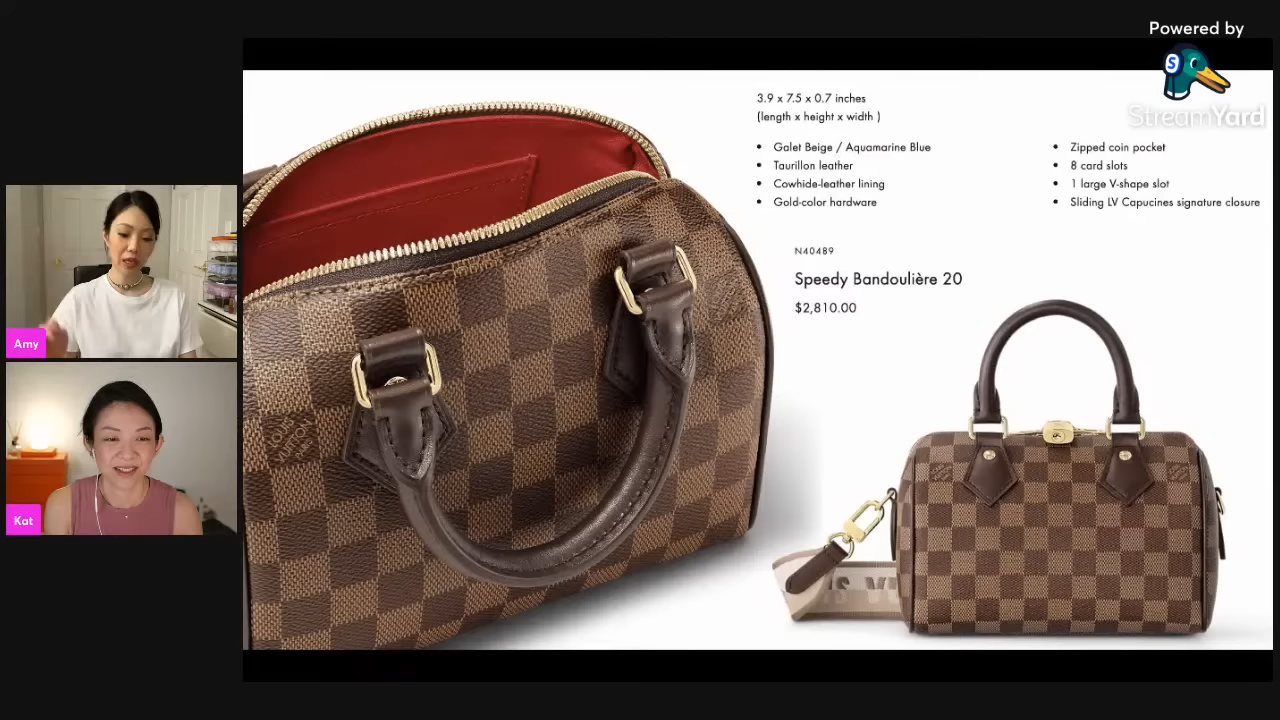 Powered by
S
StreamYard
3.9 x 7.5 x 0.7 inches
(length x height x width )
• Galet Beige / Aquamarine Blue
• Taurillon leather
• Cowhide-leather lining
• Gold-color hardware
• Zipped coin pocket
• 8 card slots
• 1 large V-shape slot
• Sliding LV Capucines signature closure
N40489
Speedy Bandoulière 20
$2,810.00
Amy
Kat